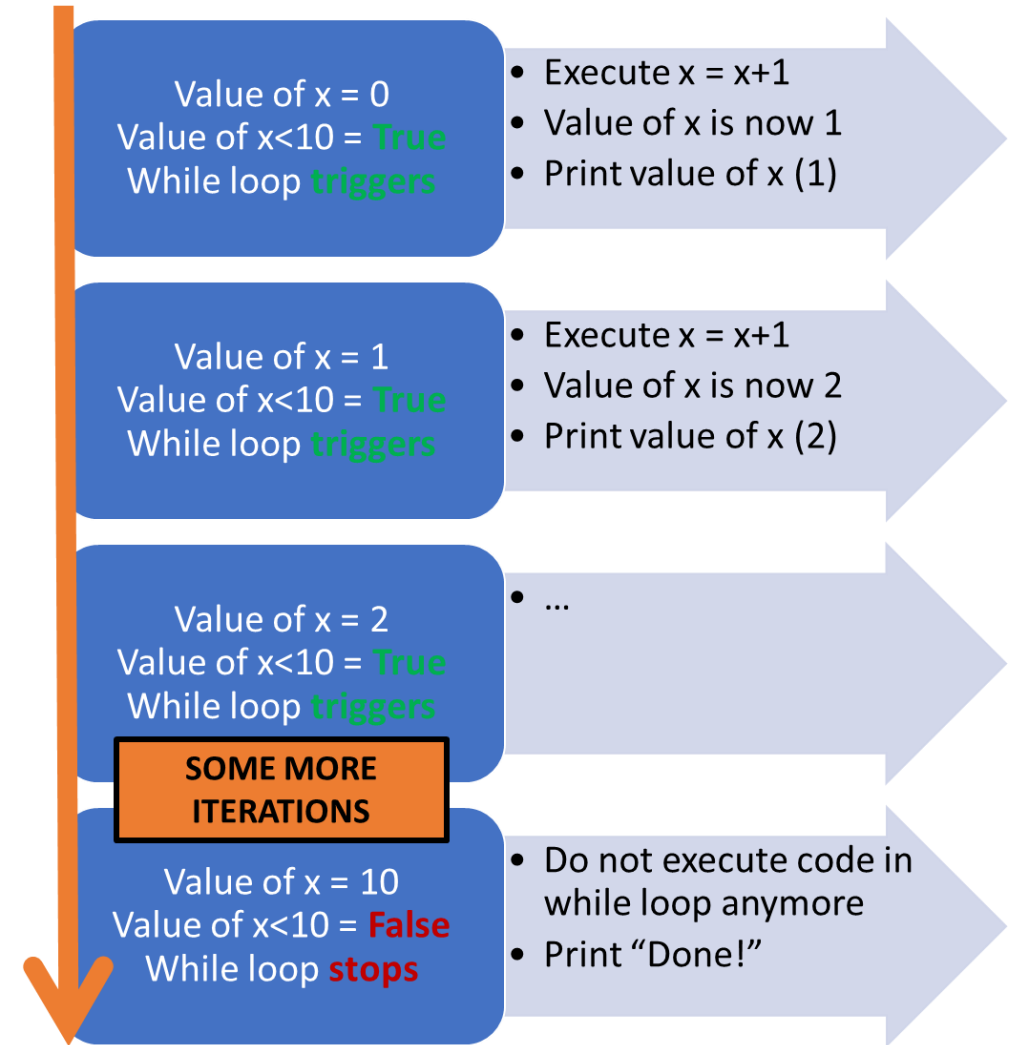 Value of x = 0
Value of x<10 = True
While loop triggers
• Execute x = x+1
• Value of x is now 1
• Print value of x (1)
Value of x = 1
Value of x<10 = True
While loop triggers
• Execute x = x+1
• Value of x is now 2
• Print value of x (2)
Value of x = 2
Value of x<10 = True
While loop triggers
• ...
SOME MORE
ITERATIONS
Value of x = 10
Value of x<10 = False
While loop stops
• Do not execute code in
while loop anymore
• Print “Done!”